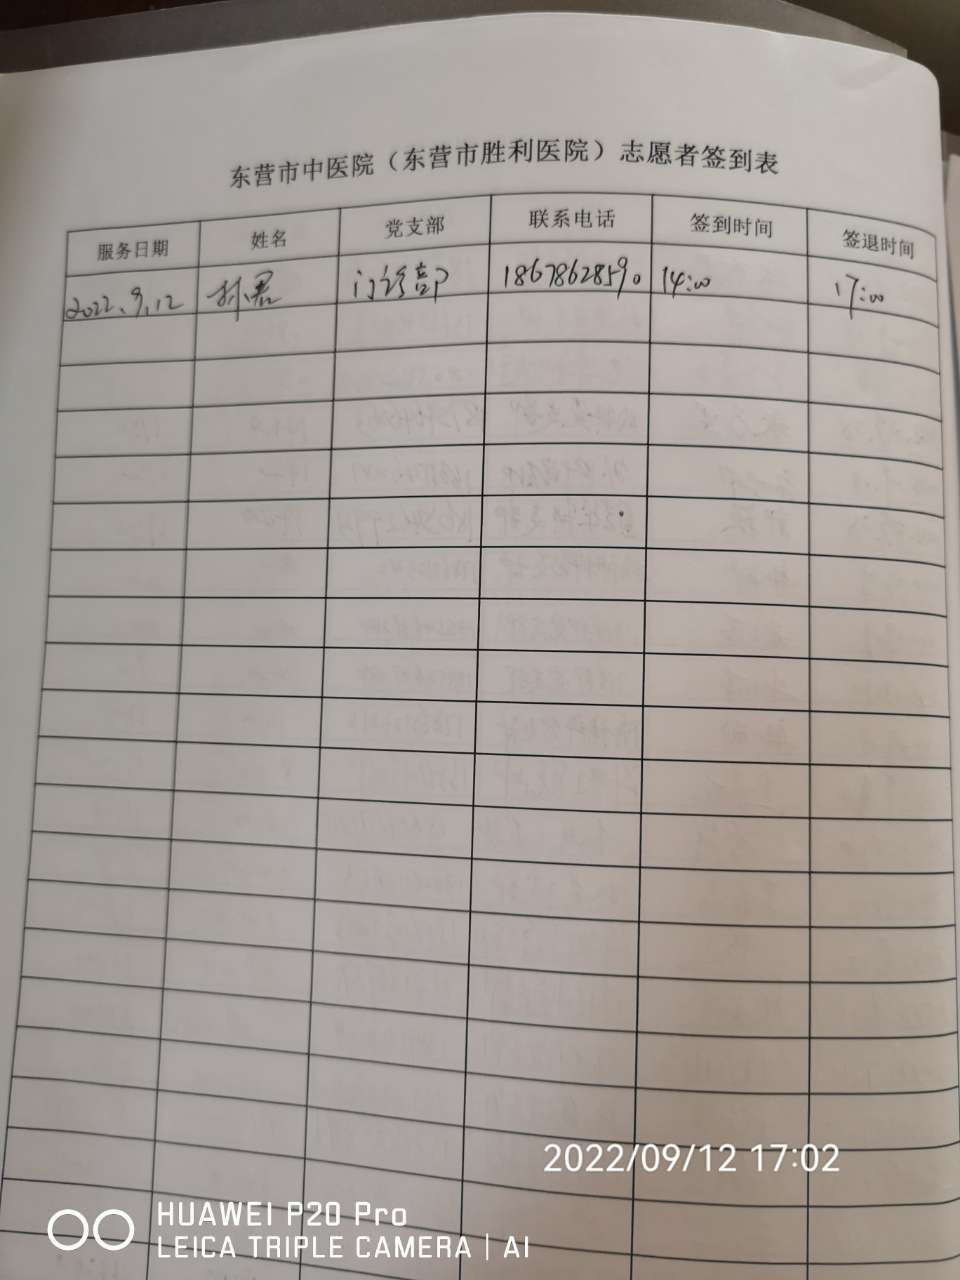 东营市中医院（东营市胜利医院）志愿者签到表
服务日期 姓名 党支部 联系电话 签到时间 签退时间
2022.9.12 林君 门诊部 18678628590 14:00 17:00
2022/09/12 17:02
HUAWEI P20 Pro
LEICA TRIPLE CAMERA | AI